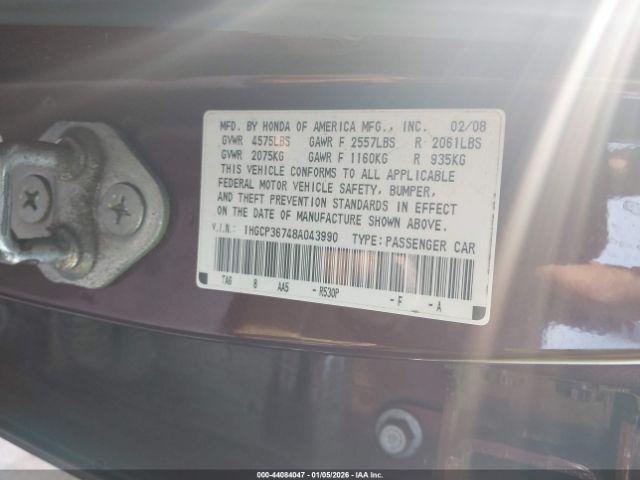 MFD. BY HONDA OF AMERICA MFG., INC. 02/08
GVWR 4575LBS GAWR F 2557LBS R 2061LBS
GVWR 2075KG GAWR F 1160KG R 935KG
THIS VEHICLE CONFORMS TO ALL APPLICABLE
FEDERAL MOTOR VEHICLE SAFETY, BUMPER,
AND THEFT PREVENTION STANDARDS IN EFFECT
ON THE DATE OF MANUFACTURE SHOWN ABOVE.
V.I.N.: 1HGCP36748A043990 TYPE: PASSENGER CAR
TA6 8 AA5 - R530P - F - A
000-44084047 - 01/05/2026 - IAA Inc.